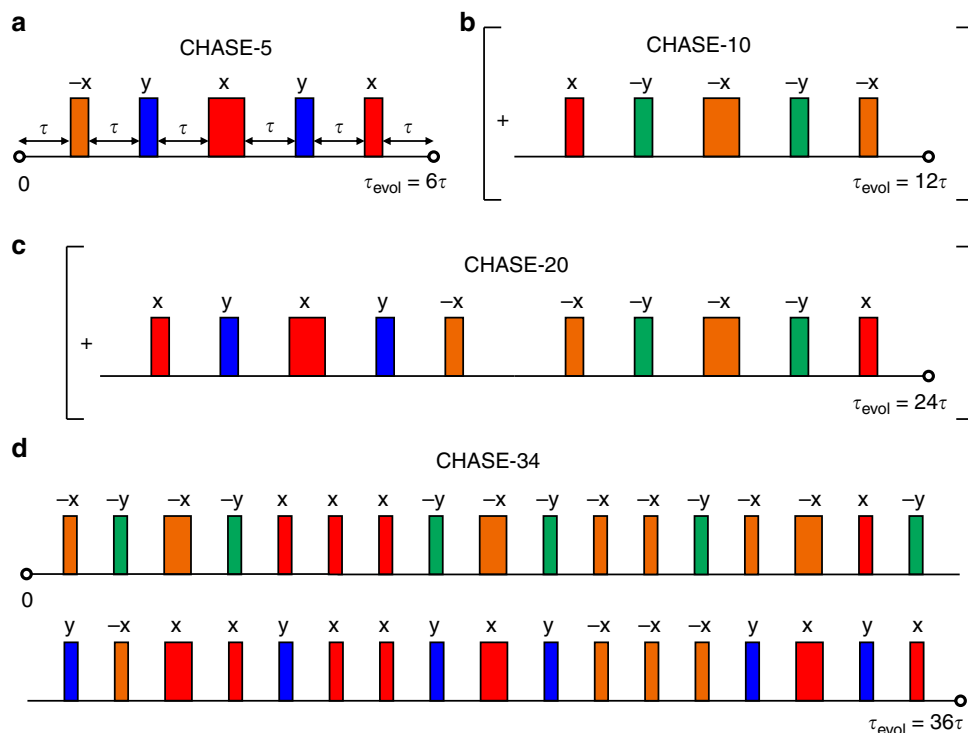 a
CHASE-5
–x y x y x
τ τ τ τ τ τ
0
τevol = 6τ
b
CHASE-10
x –y –x –y –x
+
τevol = 12τ
c
CHASE-20
x y x y –x –x –y –x –y x
+
τevol = 24τ
d
CHASE-34
–x –y –x –y x x x –y –x –y –x –x –y –x –x x –y
0
y –x x x y x x y x y –x –x –x y x y x
τevol = 36τ